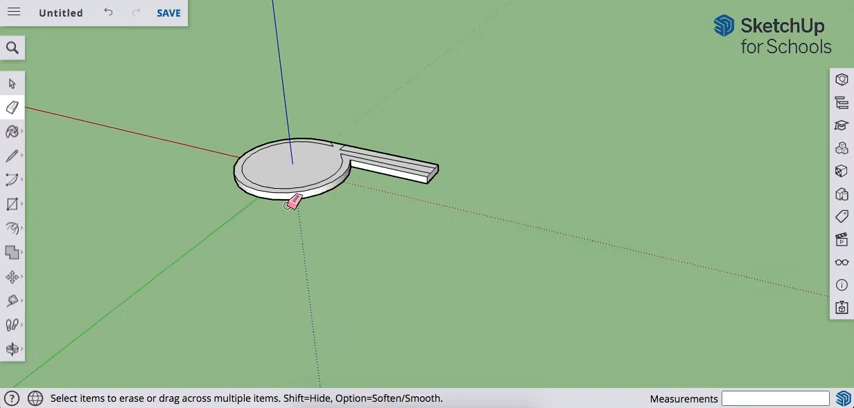 Untitled
SAVE
SketchUp
for Schools
Select items to erase or drag across multiple items. Shift=Hide, Option=Soften/Smooth.
Measurements